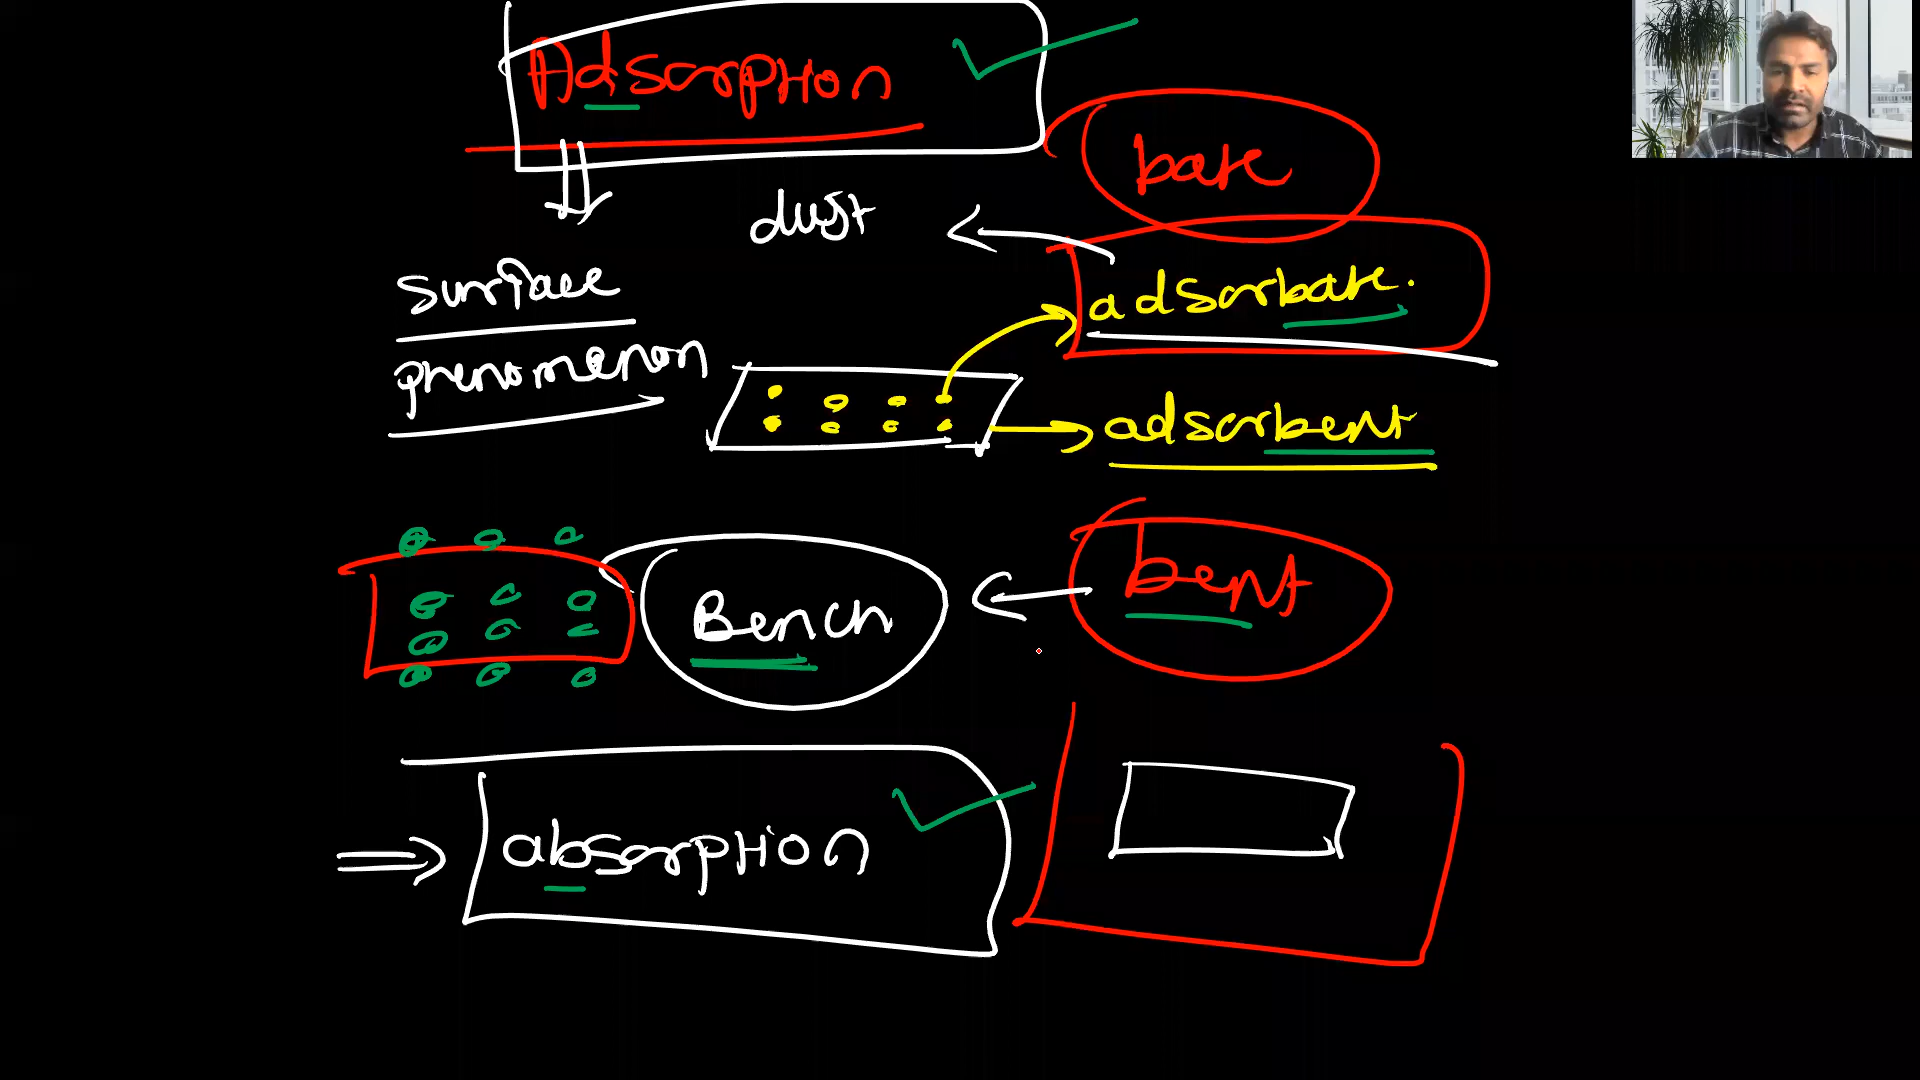 Adsorption
bate
dust
surface
adsorbate.
phenomenon
adsorbent
bent
Bench
absorption